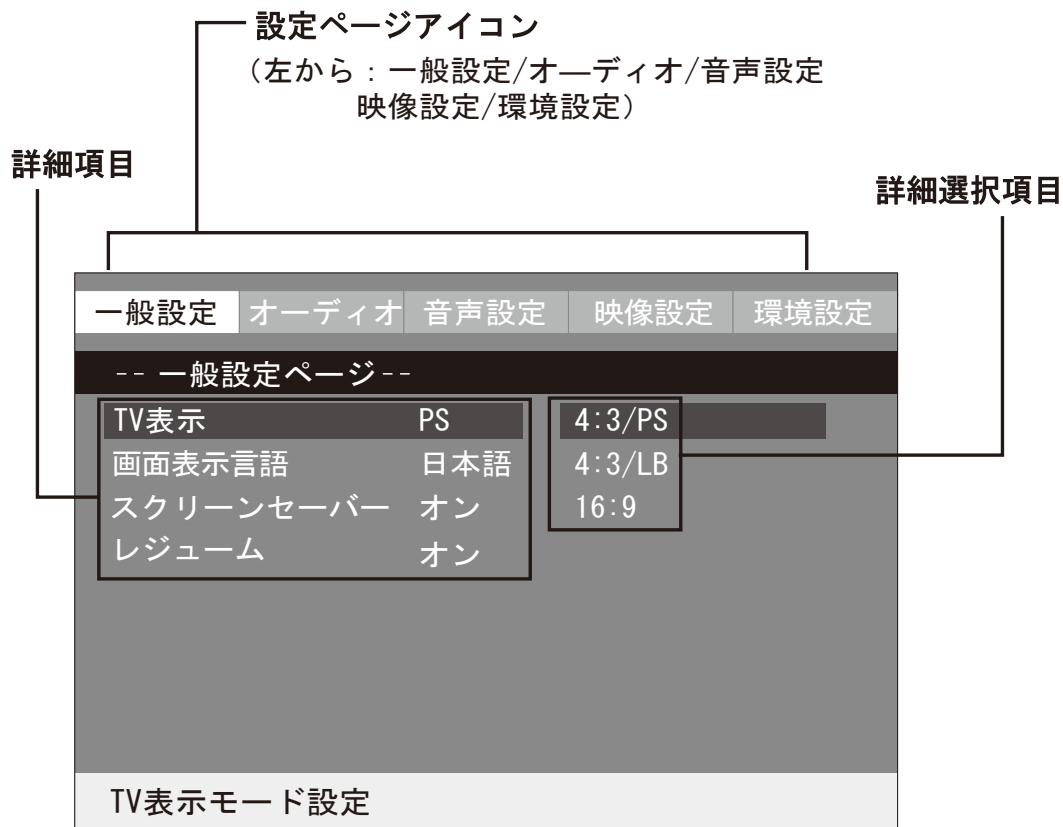 設定ページアイコン
（左から：一般設定/オ―ディオ/音声設定
映像設定/環境設定）
詳細項目
詳細選択項目
一般設定 オーディオ 音声設定 映像設定 環境設定
-- 一般設定ページ--
TV表示 PS 4:3/PS
画面表示言語 日本語 4:3/LB
スクリーンセーバー オン 16:9
レジューム オン
TV表示モード設定